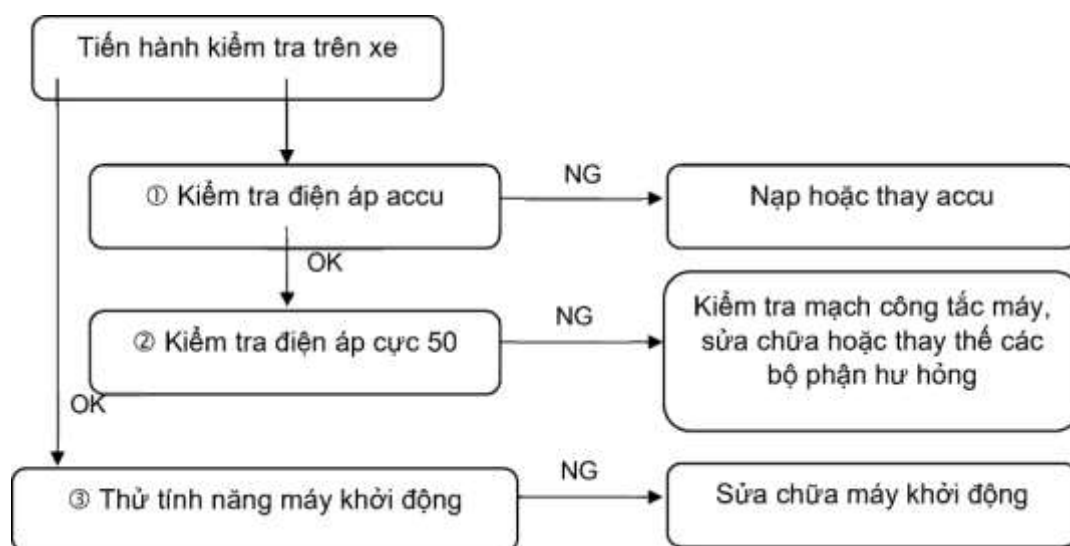 Tiến hành kiểm tra trên xe
① Kiểm tra điện áp accu
NG
Nạp hoặc thay accu
OK
② Kiểm tra điện áp cực 50
NG
Kiểm tra mạch công tắc máy,
sửa chữa hoặc thay thế các
bộ phận hư hỏng
OK
③ Thử tính năng máy khởi động
NG
Sửa chữa máy khởi động